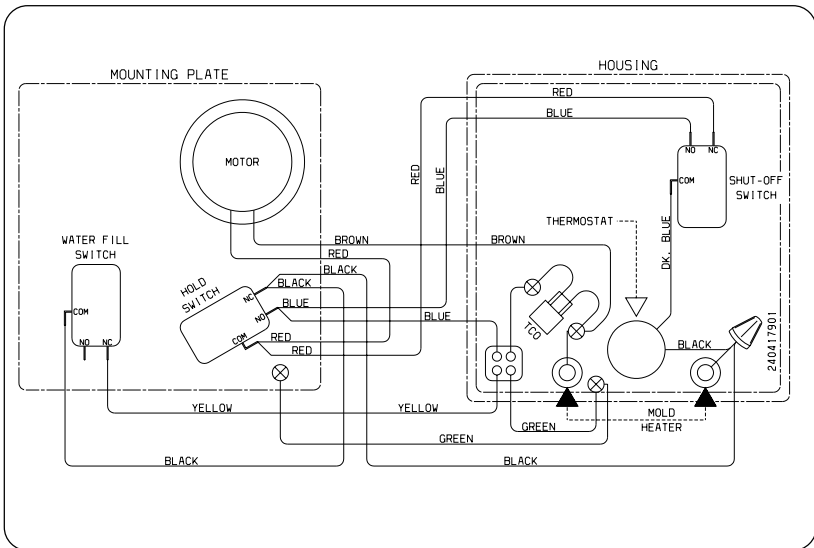 MOUNTING PLATE
HOUSING
RED
BLUE
MOTOR
RED
BLUE
NO
NC
COM
SHUT-OFF
SWITCH
DK. BLUE
THERMOSTAT
WATER FILL
SWITCH
BROWN
BROWN
RED
BLACK
BLACK
HOLD
SWITCH
NC
NO
COM
BLUE
BLUE
COM
NO
NC
RED
RED
TCO
BLACK
240417901
YELLOW
YELLOW
MOLD
HEATER
GREEN
GREEN
BLACK
BLACK